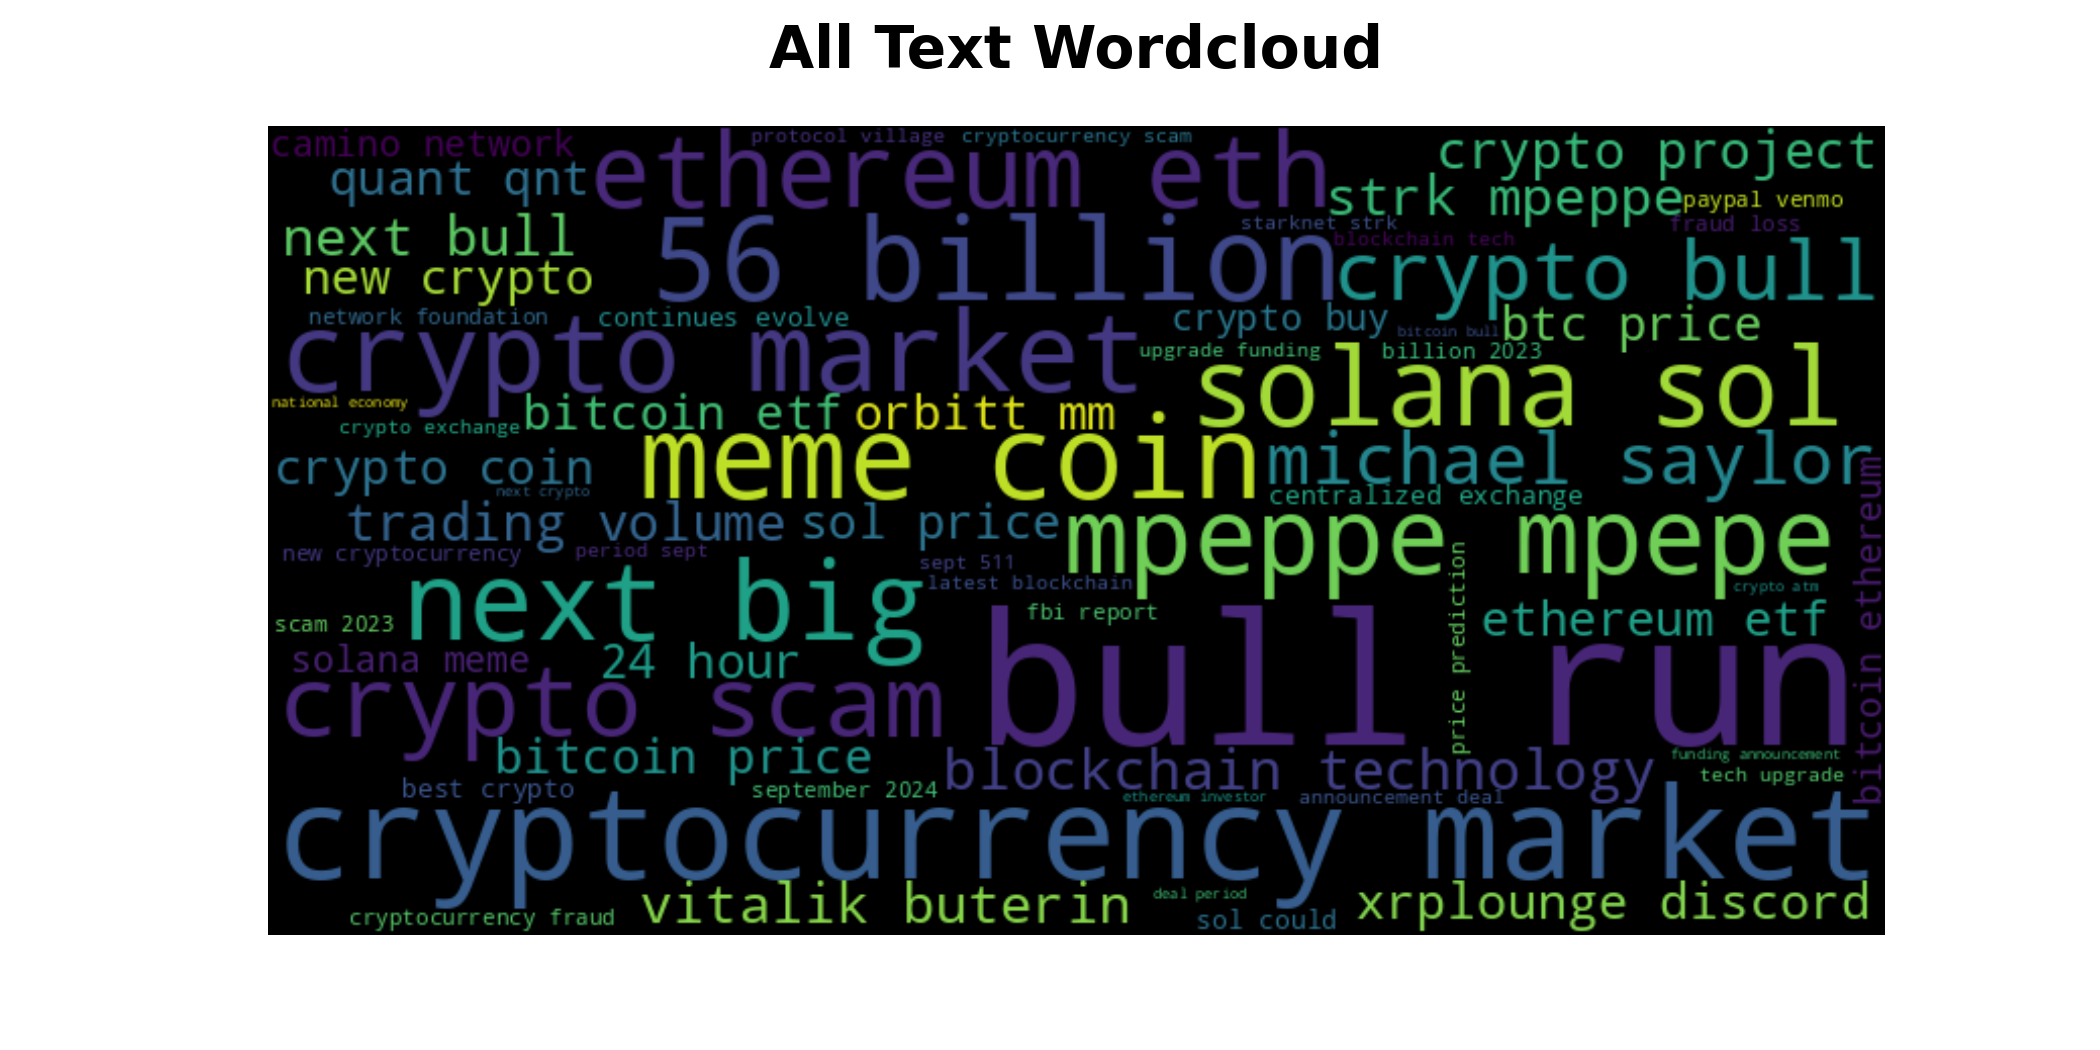 All Text Wordcloud
camino network
protocol village
cryptocurrency scam
quant qnt
ethereum eth
crypto project
strk mpeppe
paypal venmo
next bull
56 billion
starknet strk
fraud loss
blockchain tech
new crypto
crypto bull
network foundation
continues evolve
crypto buy
bitcoin bull
btc price
crypto market
upgrade funding
billion 2023
solana sol
national economy
crypto exchange
bitcoin etf
orbitt mm
crypto coin
next crypto
meme coin
michael saylor
centralized exchange
trading volume
sol price
mpeppe mpepe
bitcoin ethereum
new cryptocurrency
period sept
sept 511
latest blockchain
next big
price prediction
crypto atm
scam 2023
fbi report
ethereum etf
solana meme
24 hour
bull run
crypto scam
bitcoin price
blockchain technology
funding announcement
tech upgrade
best crypto
september 2024
ethereum investor
announcement deal
cryptocurrency market
cryptocurrency fraud
vitalik buterin
deal period
sol could
xrplounge discord